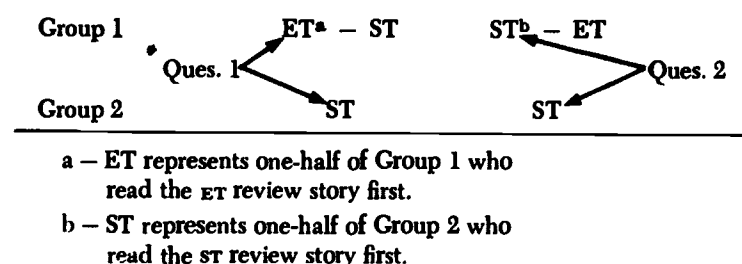 Group 1 ETᵃ – ST STᵇ – ET
Ques. 1 Ques. 2
Group 2 ST ST
a – ET represents one-half of Group 1 who
read the ET review story first.
b – ST represents one-half of Group 2 who
read the ST review story first.